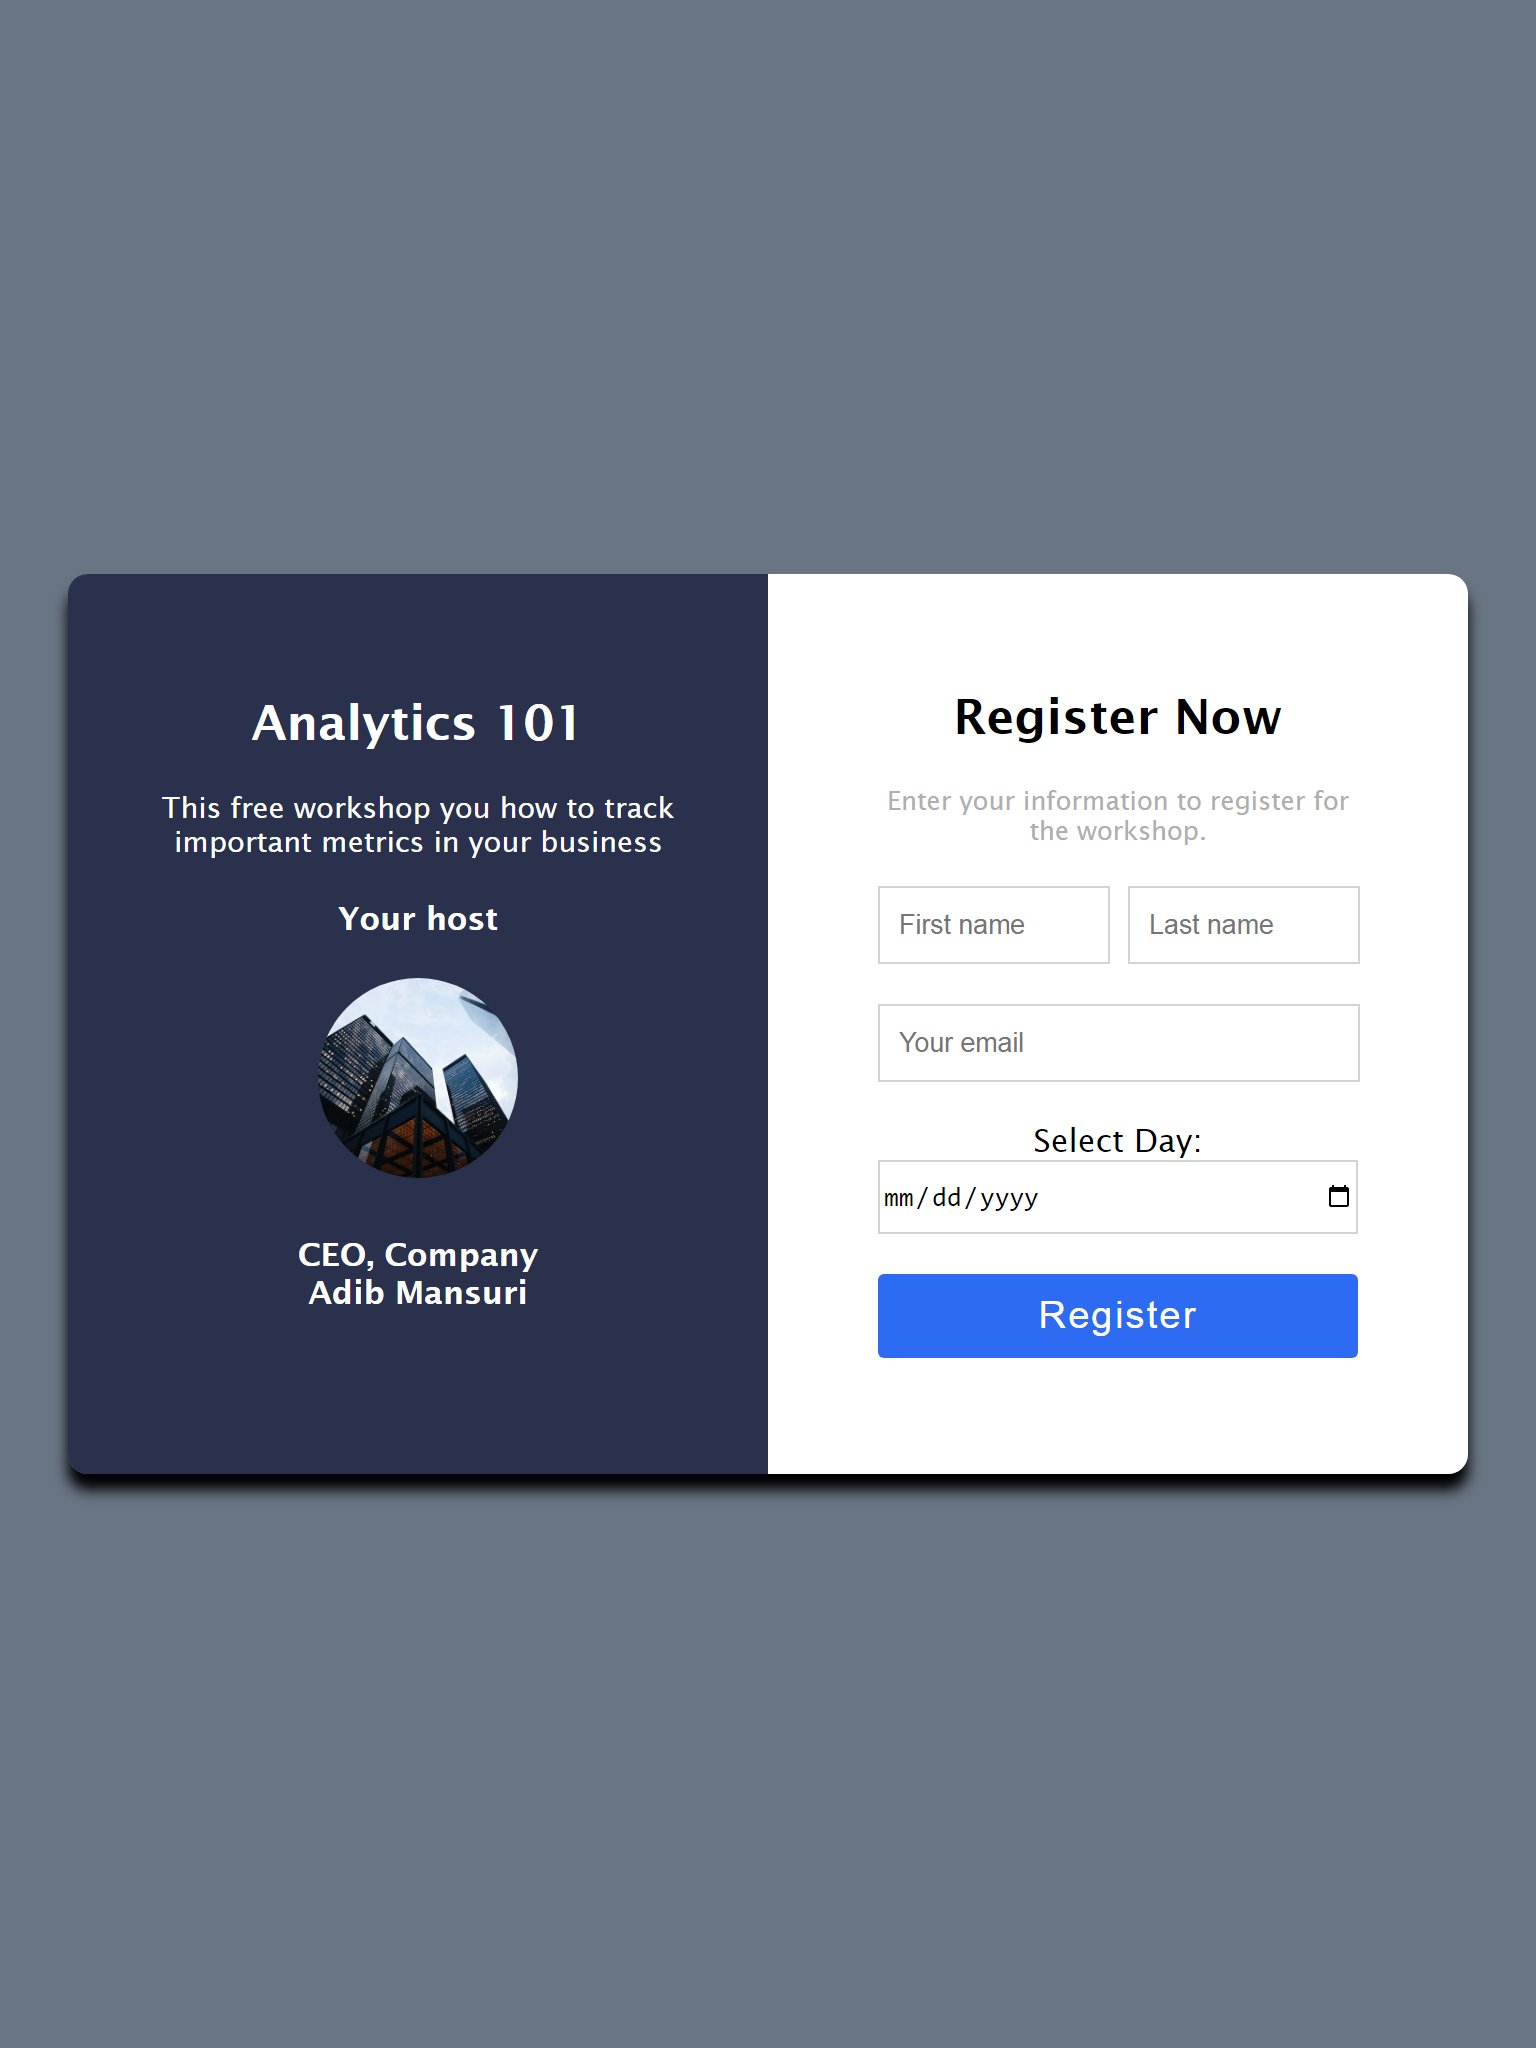 Analytics 101
This free workshop you how to track
important metrics in your business
Your host
CEO, Company
Adib Mansuri
Register Now
Enter your information to register for
the workshop.
First name
Last name
Your email
Select Day:
mm/dd/yyyy
Register